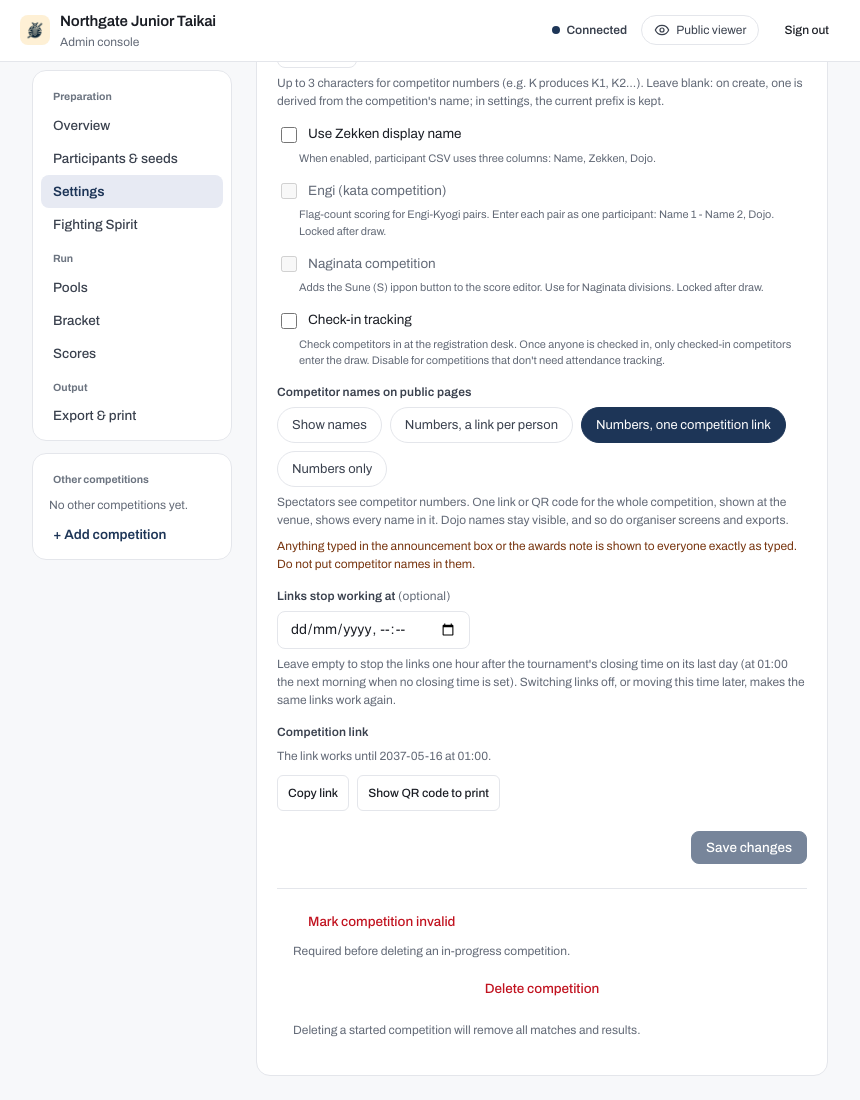 Northgate Junior Taikai
Admin console
Connected
Public viewer
Sign out
Preparation
Overview
Participants & seeds
Settings
Fighting Spirit
Run
Pools
Bracket
Scores
Output
Export & print
Other competitions
No other competitions yet.
+ Add competition
Up to 3 characters for competitor numbers (e.g. K produces K1, K2...). Leave blank: on create, one is
derived from the competition's name; in settings, the current prefix is kept.
Use Zekken display name
When enabled, participant CSV uses three columns: Name, Zekken, Dojo.
Engi (kata competition)
Flag-count scoring for Engi-Kyogi pairs. Enter each pair as one participant: Name 1 - Name 2, Dojo.
Locked after draw.
Naginata competition
Adds the Sune (S) ippon button to the score editor. Use for Naginata divisions. Locked after draw.
Check-in tracking
Check competitors in at the registration desk. Once anyone is checked in, only checked-in competitors
enter the draw. Disable for competitions that don't need attendance tracking.
Competitor names on public pages
Show names
Numbers, a link per person
Numbers, one competition link
Numbers only
Spectators see competitor numbers. One link or QR code for the whole competition, shown at the
venue, shows every name in it. Dojo names stay visible, and so do organiser screens and exports.
Anything typed in the announcement box or the awards note is shown to everyone exactly as typed.
Do not put competitor names in them.
Links stop working at (optional)
dd/mm/yyyy, --:--
Leave empty to stop the links one hour after the tournament's closing time on its last day (at 01:00
the next morning when no closing time is set). Switching links off, or moving this time later, makes the
same links work again.
Competition link
The link works until 2037-05-16 at 01:00.
Copy link
Show QR code to print
Save changes
Mark competition invalid
Required before deleting an in-progress competition.
Delete competition
Deleting a started competition will remove all matches and results.